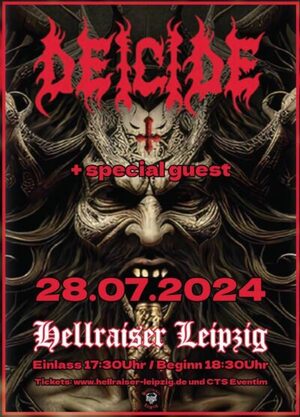 DEICIDE
+ special guest
28.07.2024
Hellraiser Leipzig
Einlass 17:30Uhr / Beginn 18:30Uhr
Tickets: www.hellraiser-leipzig.de und CTS Eventim